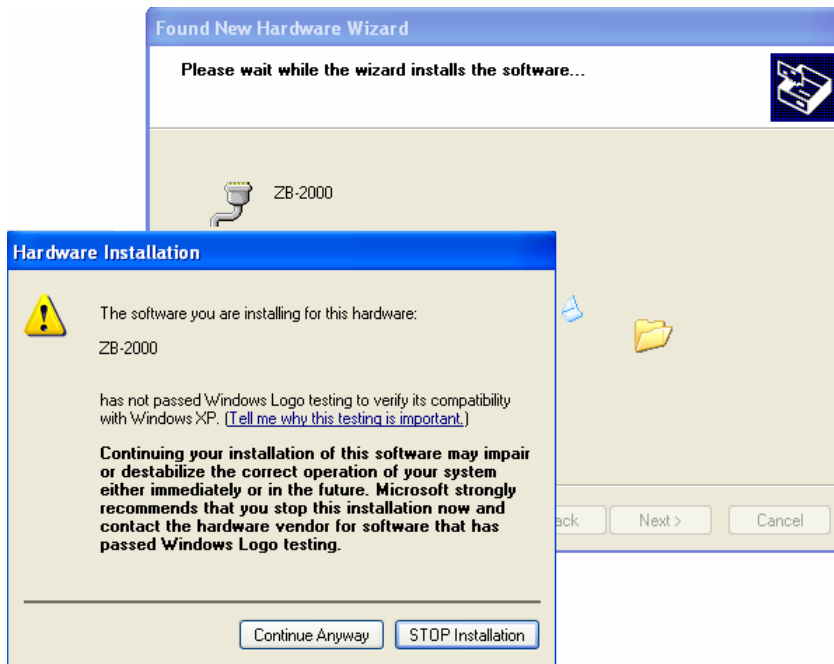 Found New Hardware Wizard
Please wait while the wizard installs the software...
ZB-2000
Hardware Installation
The software you are installing for this hardware:
ZB-2000
has not passed Windows Logo testing to verify its compatibility
with Windows XP. (Tell me why this testing is important.)
Continuing your installation of this software may impair
or destabilize the correct operation of your system
either immediately or in the future. Microsoft strongly
recommends that you stop this installation now and
contact the hardware vendor for software that has
passed Windows Logo testing.
ack
Next >
Cancel
Continue Anyway
STOP Installation